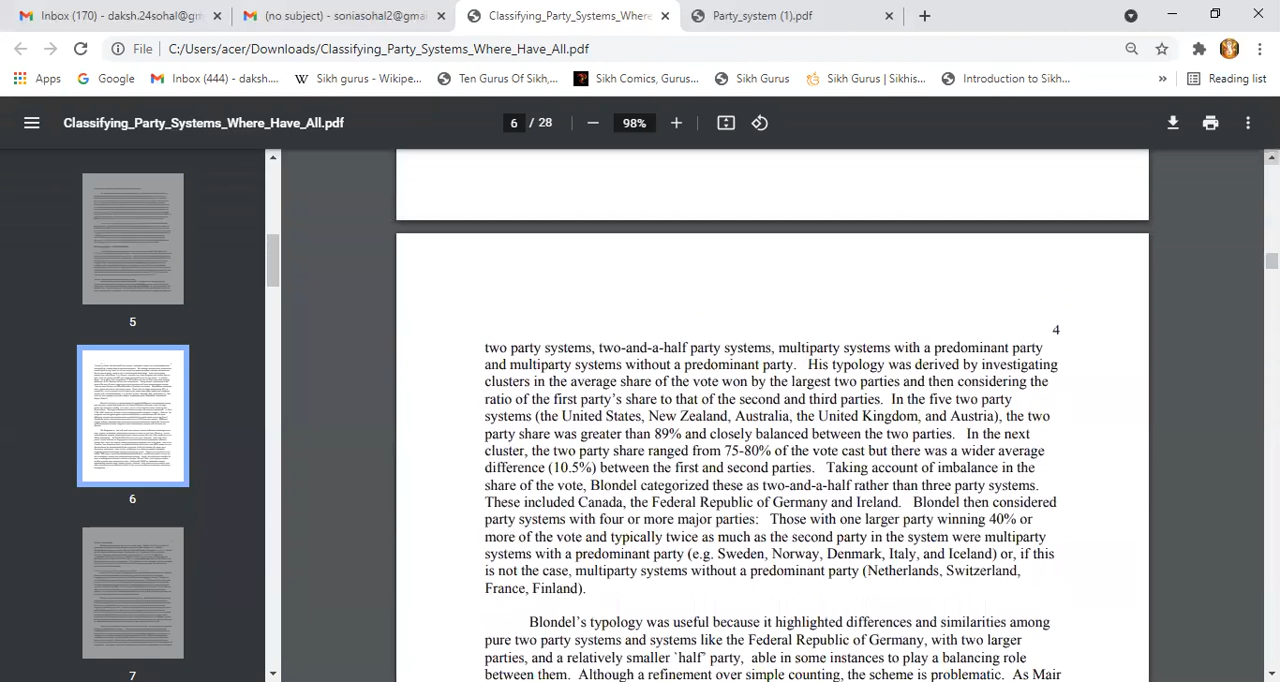 Inbox (170) - daksh.24sohal@gm
(no subject) - soniasohal2@gmail
Classifying_Party_Systems_Where
Party_system (1).pdf
File
C:/Users/acer/Downloads/Classifying_Party_Systems_Where_Have_All.pdf
Apps
Google
Inbox (444) - daksh....
Sikh gurus - Wikipe...
Ten Gurus Of Sikh,...
Sikh Comics, Gurus...
Sikh Gurus
Sikh Gurus | Sikhis...
Introduction to Sikh...
»
Reading list
Classifying_Party_Systems_Where_Have_All.pdf
6 / 28
98%
5
6
7
4
two party systems, two-and-a-half party systems, multiparty systems with a predominant party
and multiparty systems without a predominant party. His typology was derived by investigating
clusters in the average share of the vote won by the largest parties and then considering the
ratio of the first party's share to that of the second and third parties. In the five two party
systems (the United States, New Zealand, Australia the United Kingdom, and Austria), the two
party share was greater than 89% and closely balanced between the two parties. In the next
cluster, the two party share ranged from 75-80% of the vote cast but there was a wider average
difference (10.5%) between the first and second parties. Taking account of imbalance in the
share of the vote, Blondel categorized these as two-and-a-half rather than three party systems.
These included Canada, the Federal Republic of Germany and Ireland. Blondel then considered
party systems with four or more major parties: Those with one larger party winning 40% or
more of the vote and typically twice as much as the second party in the system were multiparty
systems with a predominant party (e.g. Sweden, Norway, Denmark, Italy, and Iceland) or, if this
is not the case, multiparty systems without a predominant party (Netherlands, Switzerland,
France, Finland).
Blondel's typology was useful because it highlighted differences and similarities among
pure two party systems and systems like the Federal Republic of Germany, with two larger
parties, and a relatively smaller `half' party, able in some instances to play a balancing role
between them. Although a refinement over simple counting, the scheme is problematic. As Mair